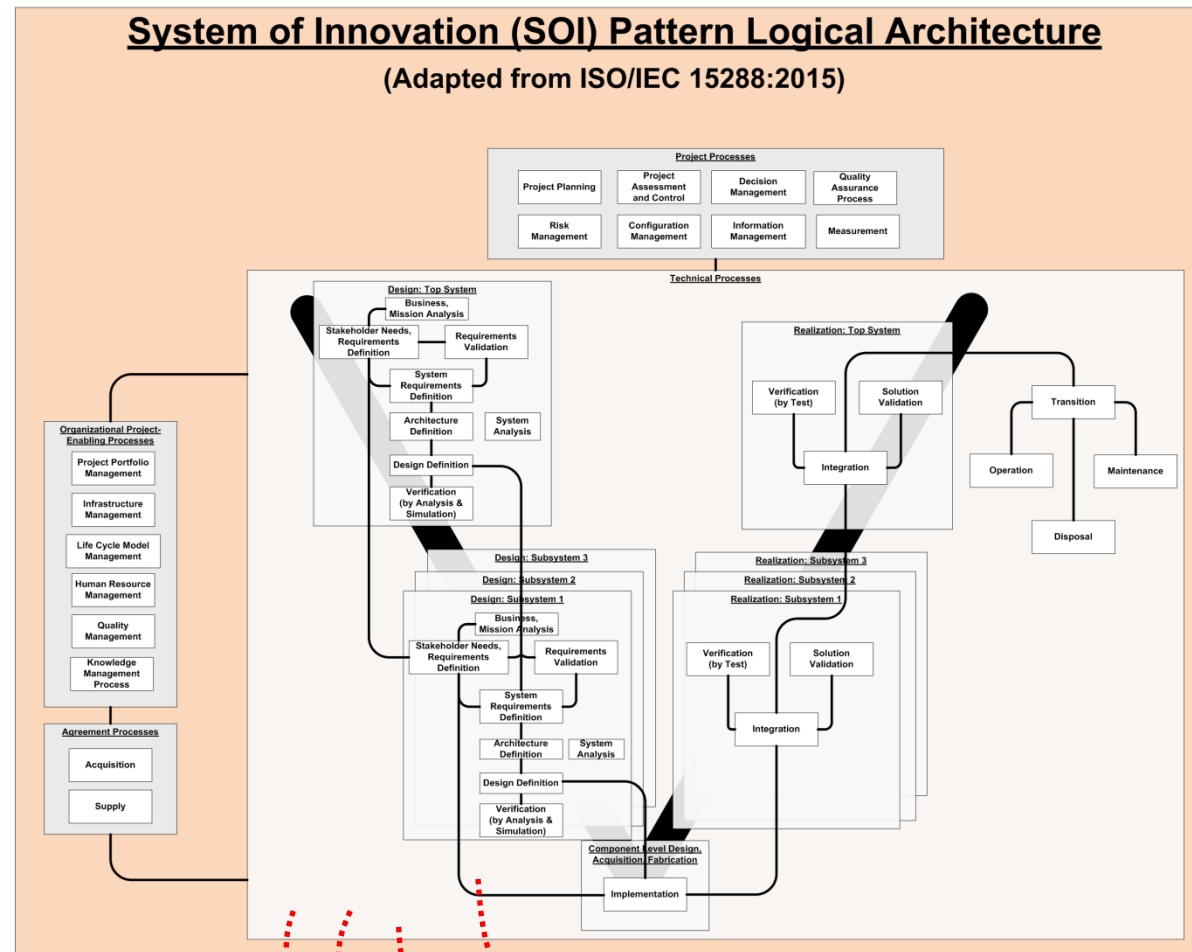 System of Innovation (SOI) Pattern Logical Architecture
(Adapted from ISO/IEC 15288:2015)
Project Processes
Project Planning
Project
Assessment
and Control
Decision
Management
Quality
Assurance
Process
Risk
Management
Configuration
Management
Information
Management
Measurement
Technical Processes
Design: Top System
Business,
Mission Analysis
Stakeholder Needs,
Requirements
Definition
Requirements
Validation
System
Requirements
Definition
Architecture
Definition
System
Analysis
Design Definition
Verification
(by Analysis &
Simulation)
Realization: Top System
Verification
(by Test)
Solution
Validation
Integration
Transition
Operation
Maintenance
Disposal
Organizational Project-
Enabling Processes
Project Portfolio
Management
Infrastructure
Management
Life Cycle Model
Management
Human Resource
Management
Quality
Management
Knowledge
Management
Process
Agreement Processes
Acquisition
Supply
Design: Subsystem 3
Design: Subsystem 2
Design: Subsystem 1
Business,
Mission Analysis
Stakeholder Needs,
Requirements
Definition
Requirements
Validation
System
Requirements
Definition
Architecture
Definition
System
Analysis
Design Definition
Verification
(by Analysis &
Simulation)
Realization: Subsystem 3
Realization: Subsystem 2
Realization: Subsystem 1
Verification
(by Test)
Solution
Validation
Integration
Component Level Design,
Acquisition, Fabrication
Implementation